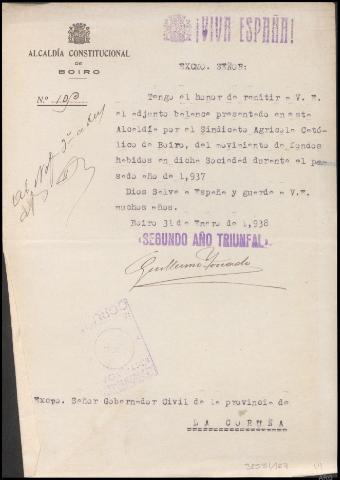 ¡VIVA ESPAÑA!
ALCALDÍA CONSTITUCIONAL
DE
BOIRO
EXCMO. SEÑOR:
N.º 190
Tengo el honor de remitir a V.E.
el adjunto balance presentado en esta
Alcaldía por el Sindicato Agrícola Cató-
lico de Boiro, del movimiento de fondos
habidos en dicha Sociedad durante el pa-
sado año de 1,937
Dios Salve a España y guarde a V.E.
muchos años.
Boiro 31 de Enero de 1,938
¡SEGUNDO AÑO TRIUNFAL!
Guillermo
Excmo. Señor Gobernador Civil de la provincia de
LA CORUÑA